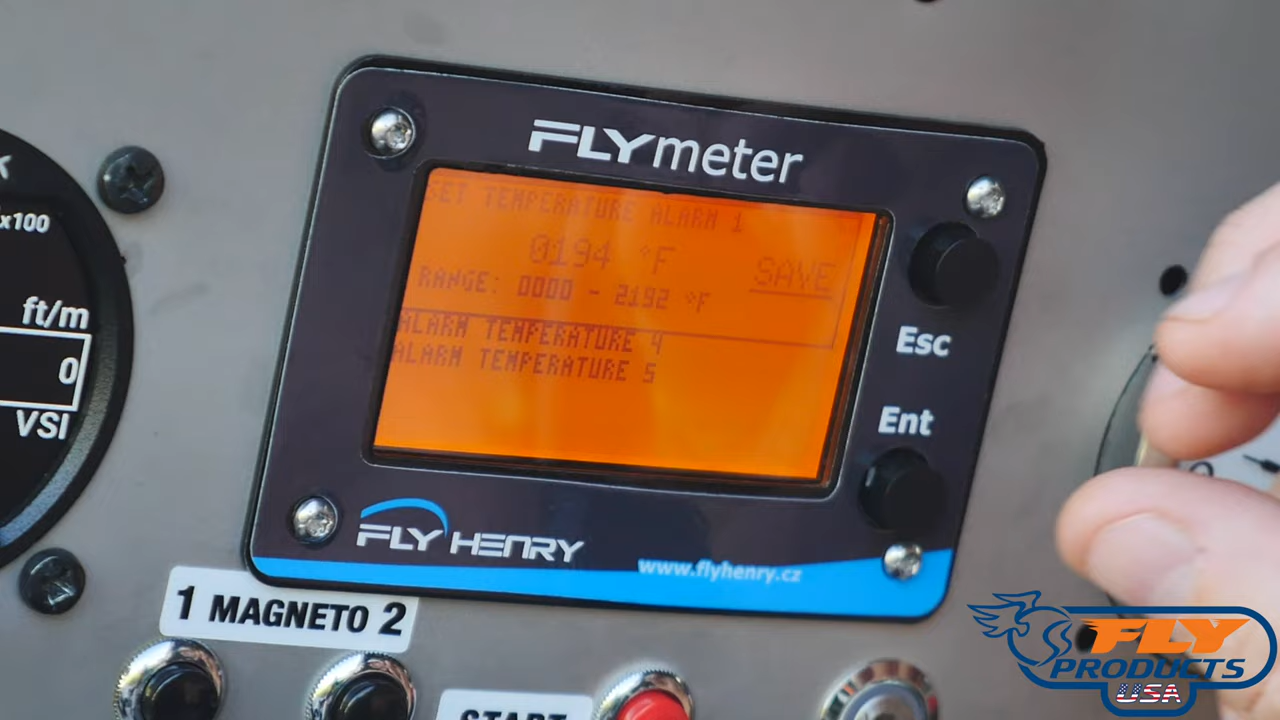 FLYmeter
SET TEMPERATURE ALARM 1
0194 °F
SAVE
RANGE: 0000 - 2192 °F
ALARM TEMPERATURE 4
ALARM TEMPERATURE 5
Esc
Ent
FLY HENRY
www.flyhenry.cz
x100
ft/m
0
VSI
1 MAGNETO 2
START
FLY
PRODUCTS
USA